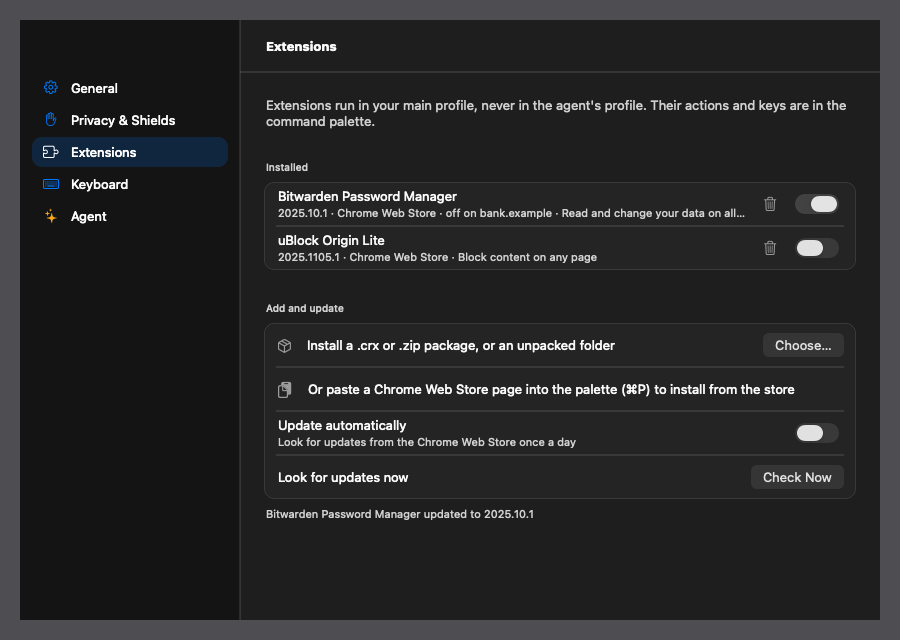 Extensions
General
Privacy & Shields
Extensions
Keyboard
Agent
Extensions run in your main profile, never in the agent's profile. Their actions and keys are in the
command palette.
Installed
Bitwarden Password Manager
2025.10.1 · Chrome Web Store · off on bank.example · Read and change your data on all...
uBlock Origin Lite
2025.1105.1 · Chrome Web Store · Block content on any page
Add and update
Install a .crx or .zip package, or an unpacked folder
Choose...
Or paste a Chrome Web Store page into the palette (⌘P) to install from the store
Update automatically
Look for updates from the Chrome Web Store once a day
Look for updates now
Check Now
Bitwarden Password Manager updated to 2025.10.1